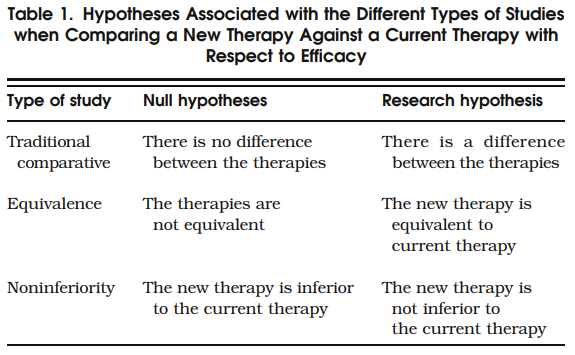 Table 1. Hypotheses Associated with the Different Types of Studies
when Comparing a New Therapy Against a Current Therapy with
Respect to Efficacy
Type of study Null hypotheses Research hypothesis
Traditional There is no difference There is a difference
comparative between the therapies between the therapies
Equivalence The therapies are The new therapy is
not equivalent equivalent to
current therapy
Noninferiority The new therapy is inferior The new therapy is
to the current therapy not inferior to
the current therapy